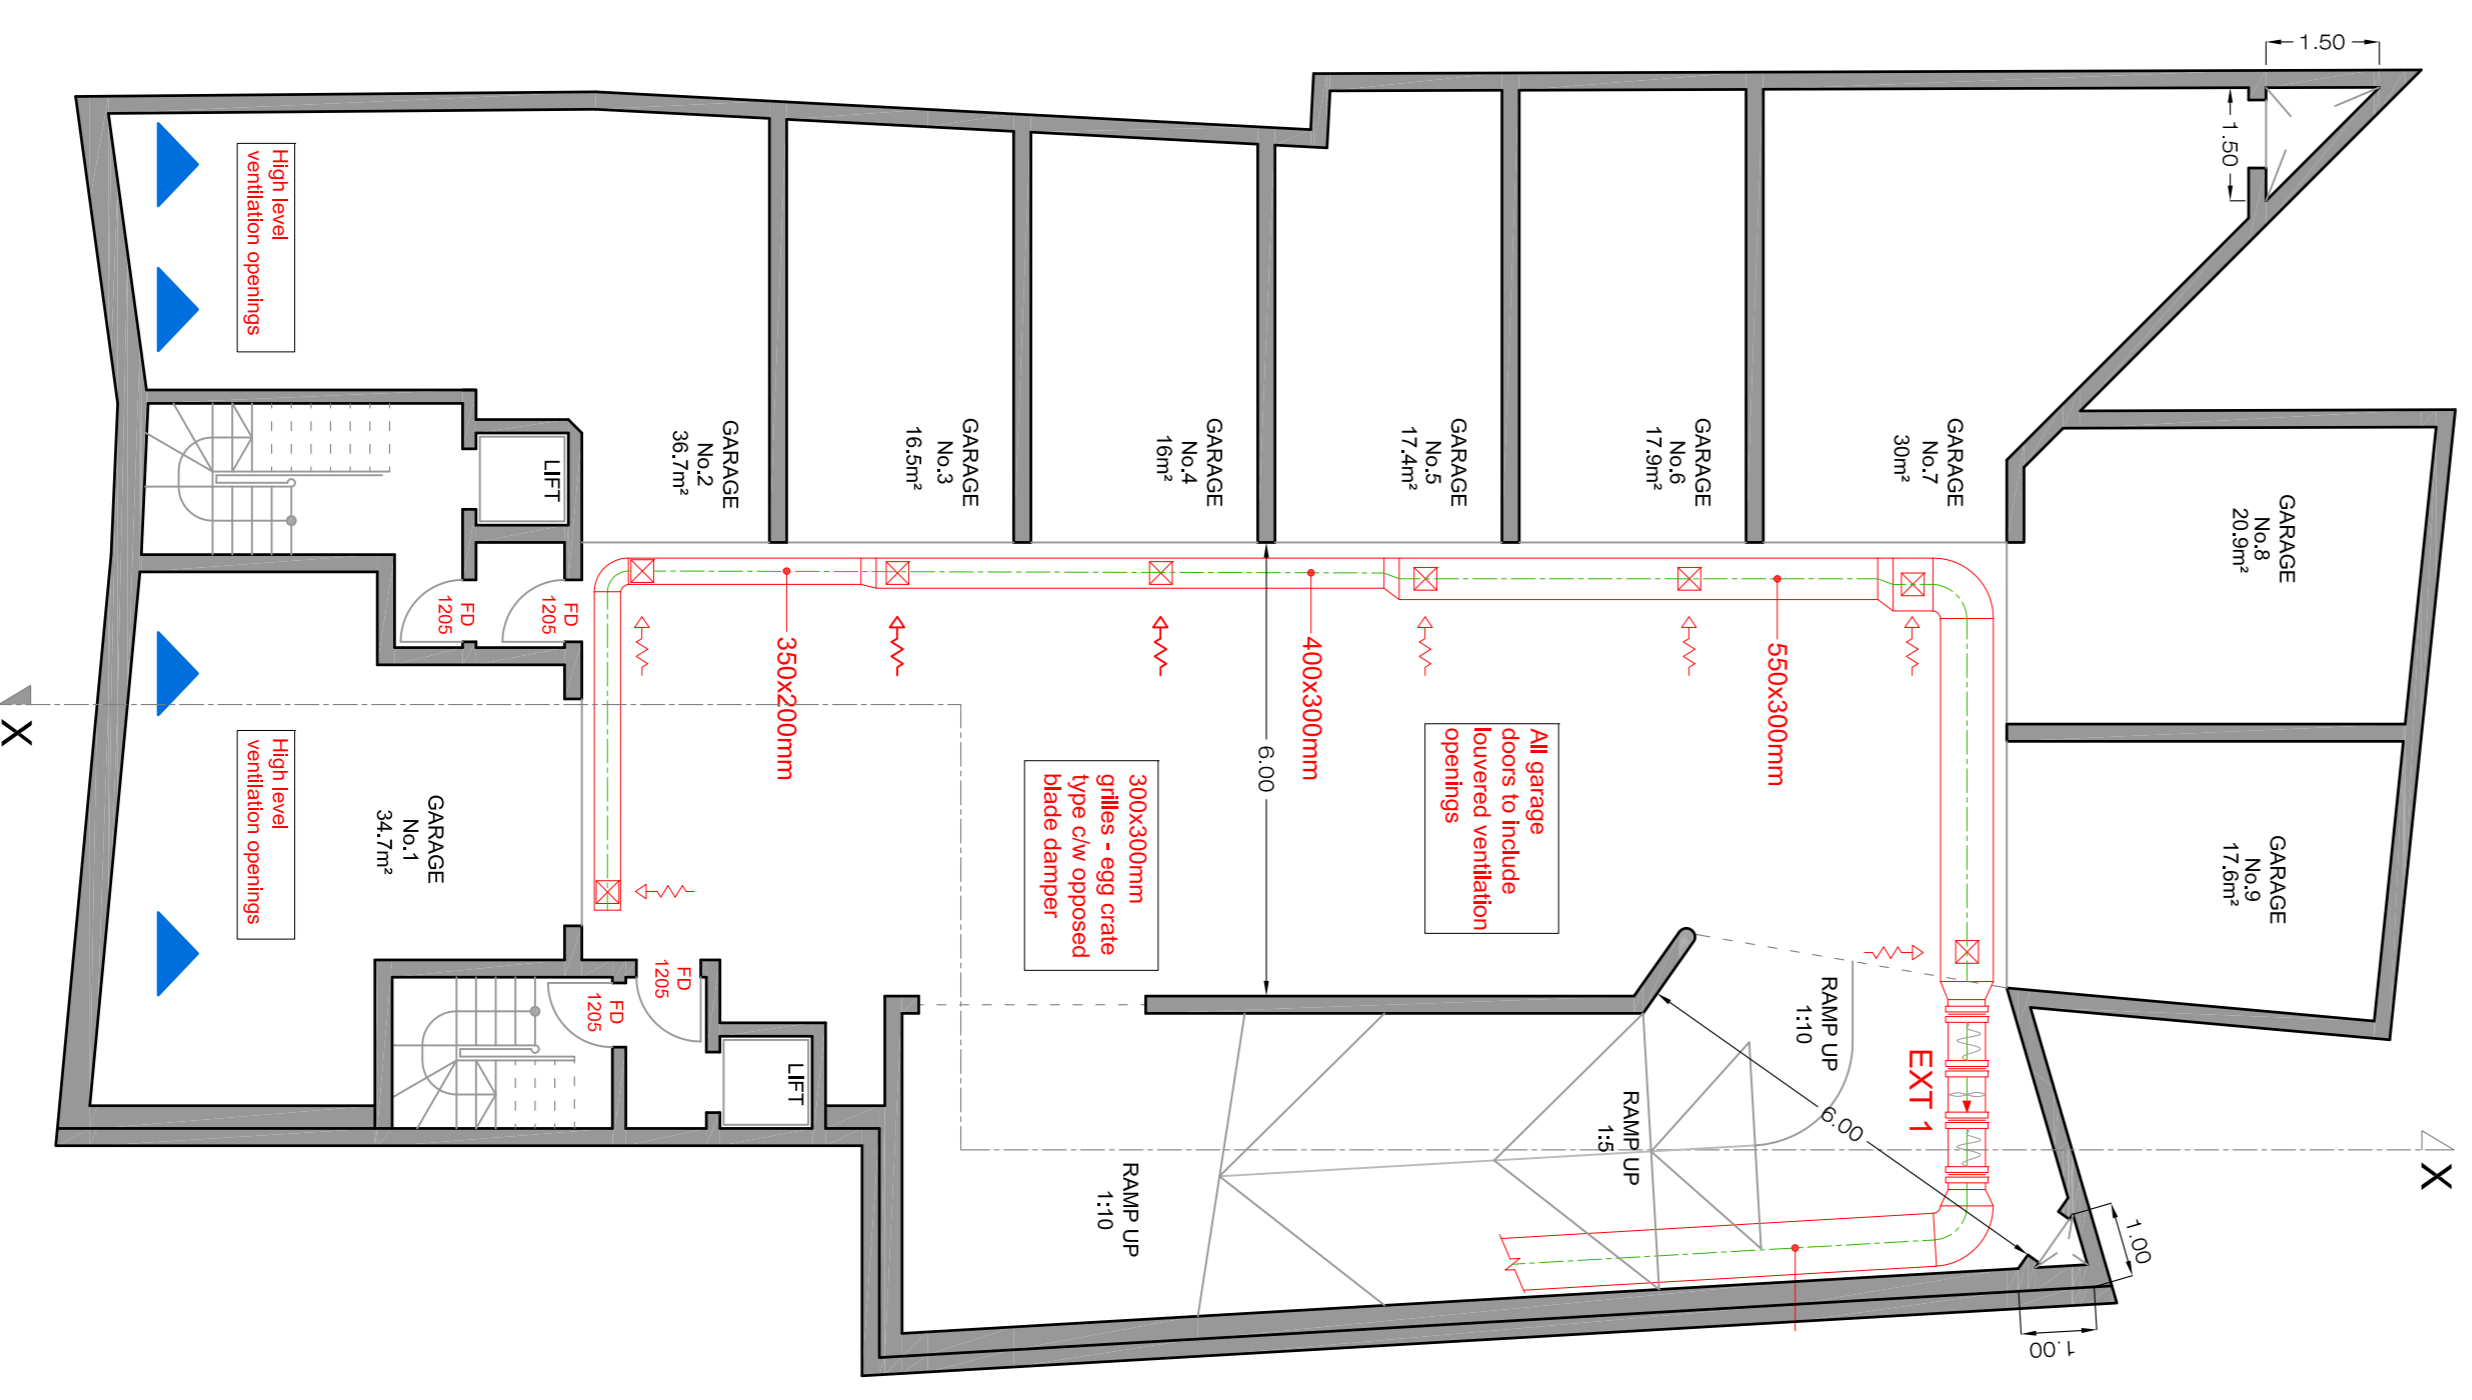 1.50
1.50
High level
ventilation openings
GARAGE
No.2
36.7m²
GARAGE
No.3
16.5m²
GARAGE
No.4
16m²
GARAGE
No.5
17.4m²
GARAGE
No.6
17.9m²
GARAGE
No.7
30m²
GARAGE
No.8
20.9m²
GARAGE
No.9
17.6m²
LIFT
FD
1205
FD
1205
350x200mm
400x300mm
550x300mm
6.00
All garage
doors to include
louvered ventilation
openings
300x300mm
grilles - egg crate
type c/w opposed
blade damper
High level
ventilation openings
GARAGE
No.1
34.7m²
X
FD
1205
FD
1205
LIFT
RAMP UP
1:10
RAMP UP
1:5
RAMP UP
1:10
EXT 1
6.00
X
1.00
1.00